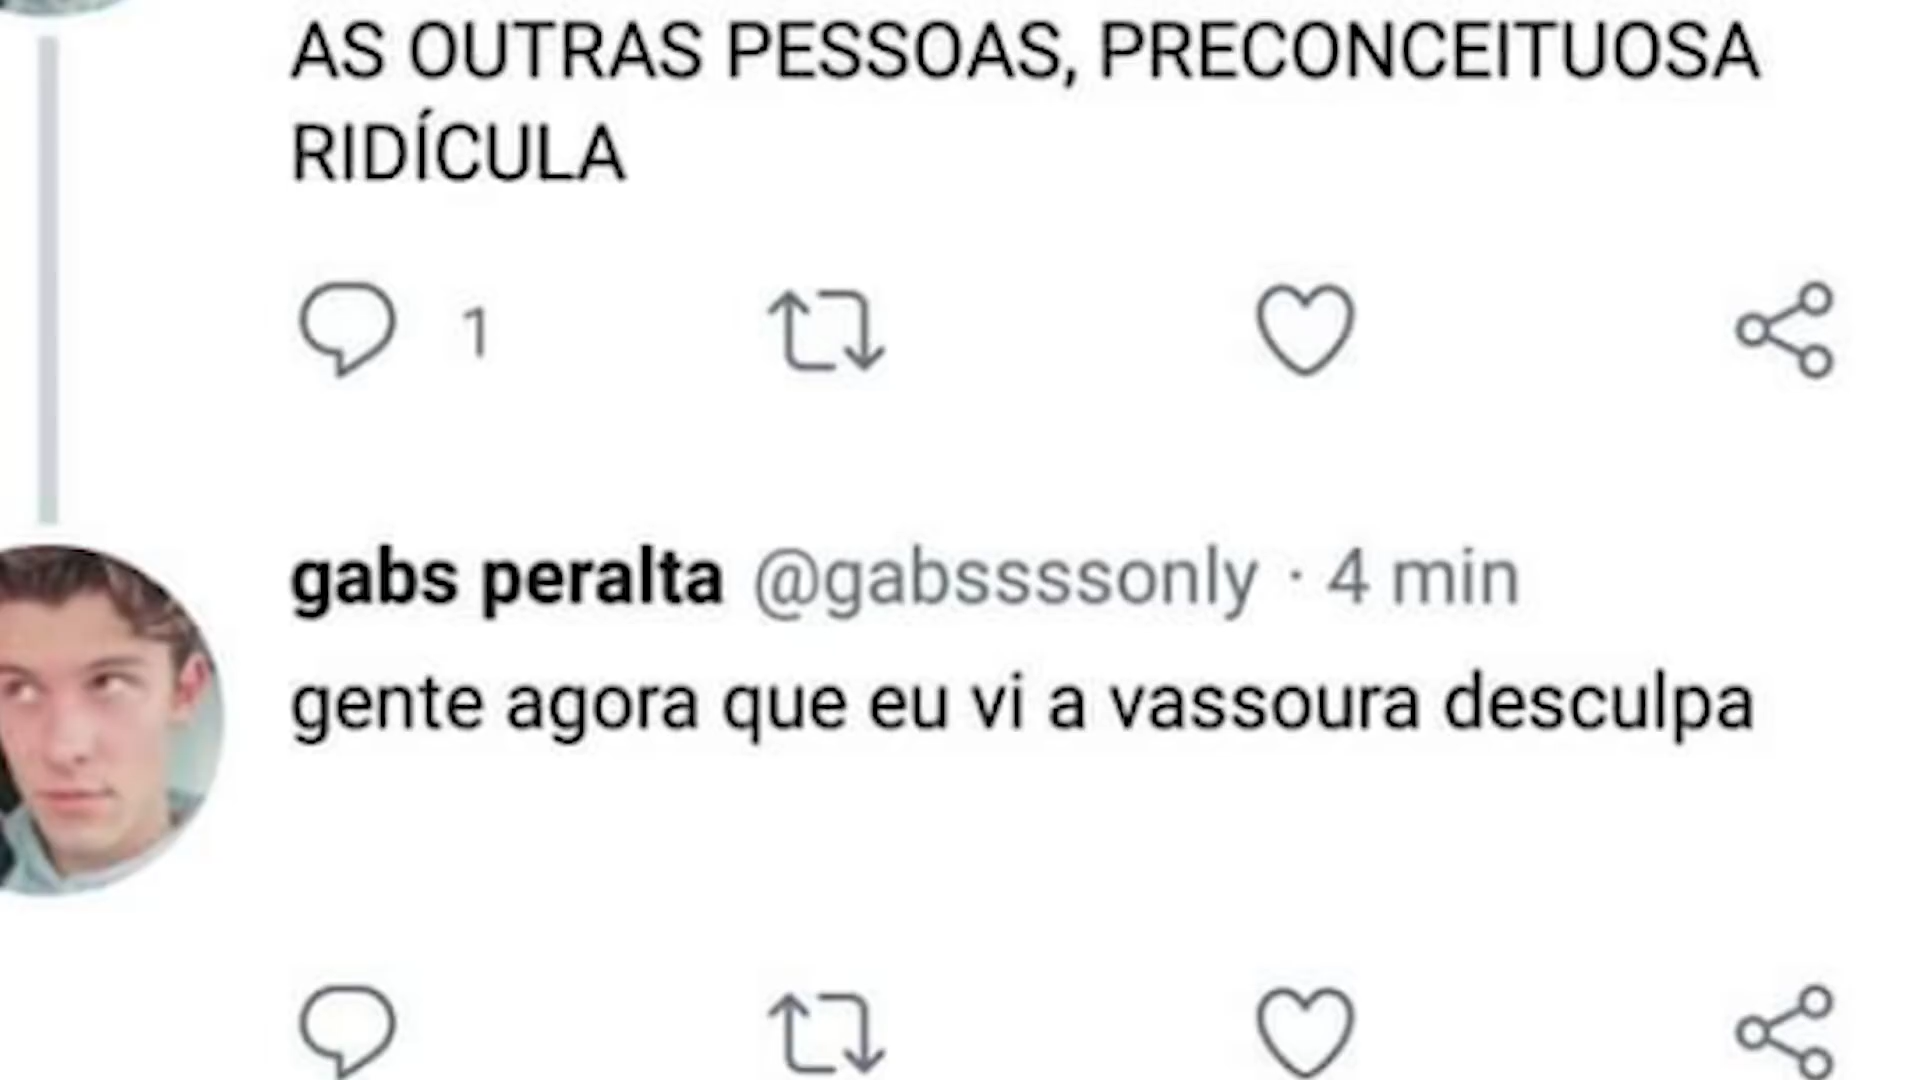 AS OUTRAS PESSOAS, PRECONCEITUOSA
RIDÍCULA
1
gabs peralta @gabssssonly · 4 min
gente agora que eu vi a vassoura desculpa